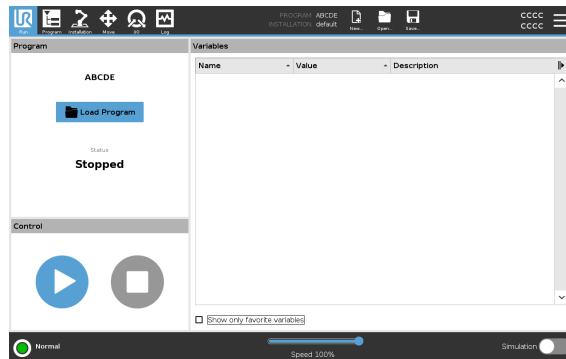 UR
Run
Program
Installation
Move
I/O
Log
PROGRAM ABCDE
INSTALLATION default
New...
Open...
Save...
CCCC
CCCC
Program
Variables
ABCDE
Load Program
Status
Stopped
Name
Value
Description
Control
Show only favorite variables
Normal
Speed 100%
Simulation